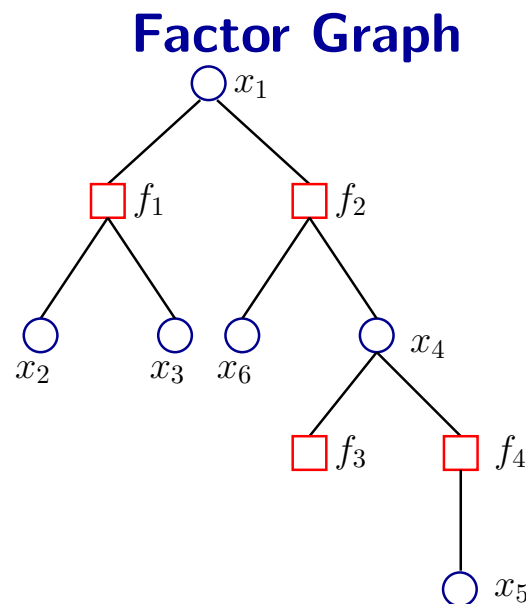 Factor Graph
x₁
f₁ f₂
x₂ x₃ x₆ x₄
f₃ f₄
x₅